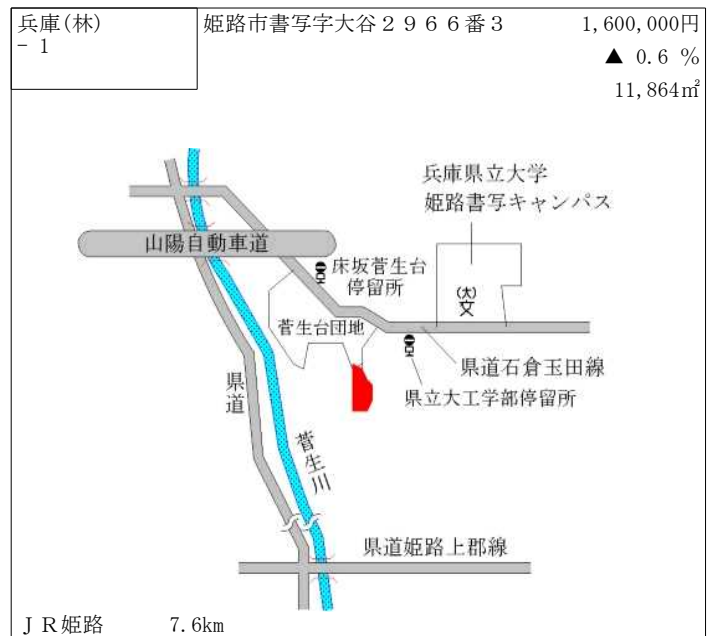 兵庫(林)
－1
姫路市書写字大谷２９６６番３
1,600,000円
▲ 0.6 %
11,864㎡
兵庫県立大学
姫路書写キャンパス
山陽自動車道
床坂菅生台
停留所
(大)
文
菅生台団地
県道石倉玉田線
県道
県立大工学部停留所
菅生川
県道姫路上郡線
ＪＲ姫路 7.6km